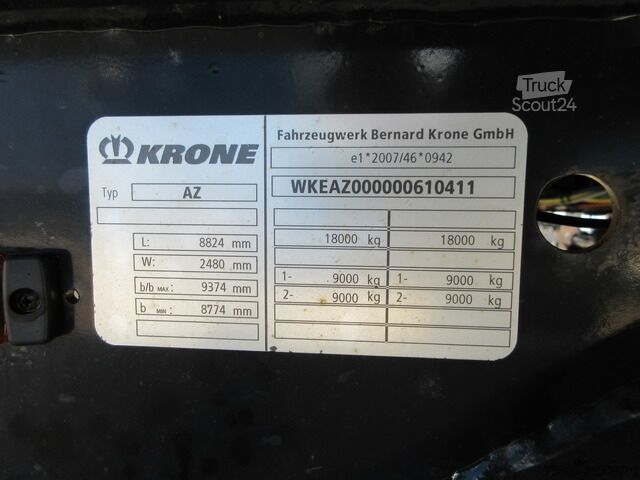 Truck
Scout24
KRONE
Typ AZ
L: 8824 mm
W: 2480 mm
b/b MAX: 9374 mm
b MIN: 8774 mm
Fahrzeugwerk Bernard Krone GmbH
e1*2007/46*0942
WKEAZ000000610411
18000 kg 18000 kg
1- 9000 kg 1- 9000 kg
2- 9000 kg 2- 9000 kg